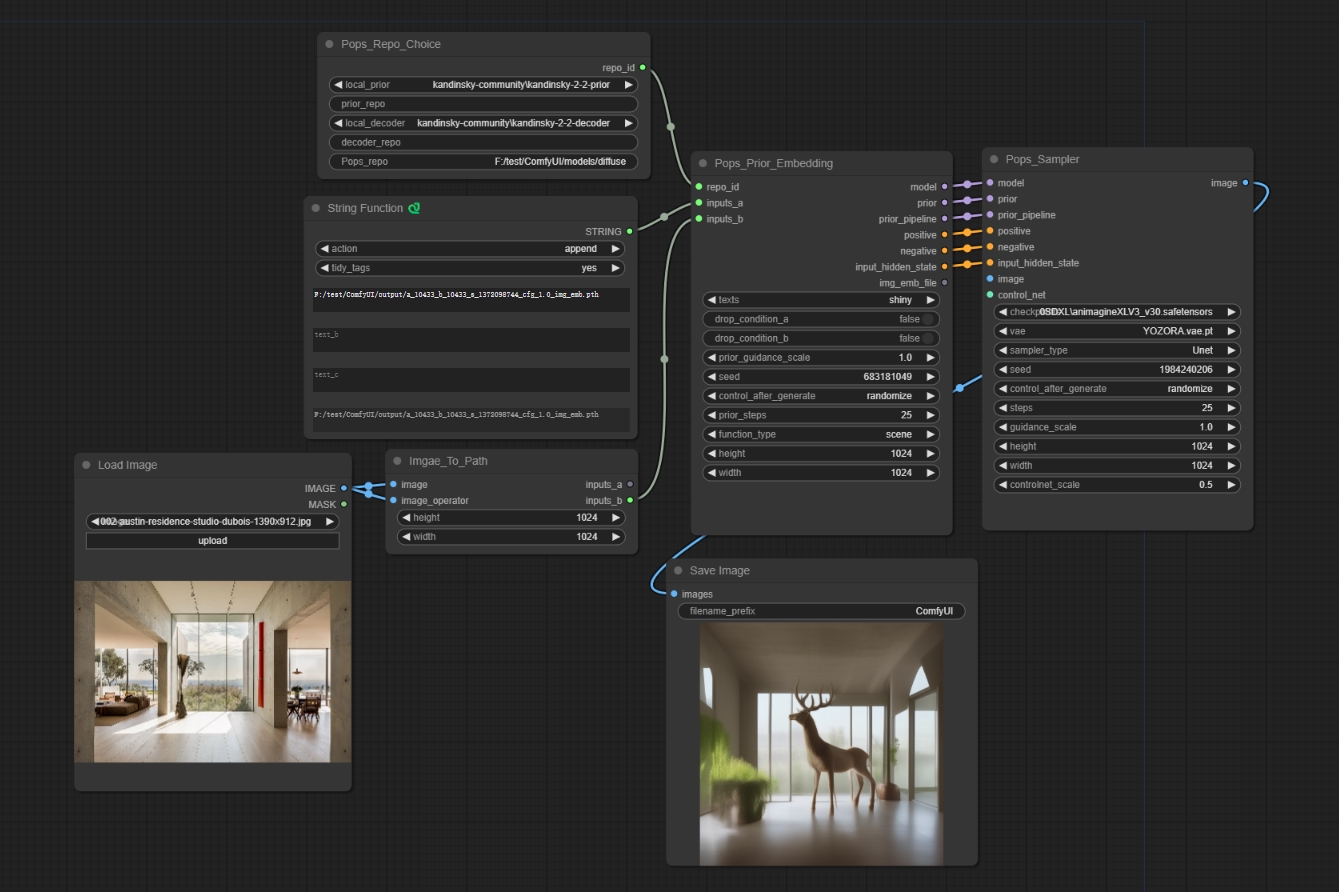 Pops_Repo_Choice
repo_id
local_prior kandinsky-community\kandinsky-2-2-prior
prior_repo
local_decoder kandinsky-community\kandinsky-2-2-decoder
decoder_repo
Pops_repo F:/test/ComfyUI/models/diffuse
String Function
STRING
action append
tidy_tags yes
F:/test/ComfyUI/output/a_10433_b_10433_s_1372098744_cfg_1.0_img_emb.pth
text_b
text_c
F:/test/ComfyUI/output/a_10433_b_10433_s_1372098744_cfg_1.0_img_emb.pth
Load Image
IMAGE
MASK
002-austin-residence-studio-dubois-1390x912.jpg
upload
Imgae_To_Path
image inputs_a
image_operator inputs_b
height 1024
width 1024
Pops_Prior_Embedding
repo_id model
inputs_a prior
inputs_b prior_pipeline
positive
negative
input_hidden_state
img_emb_file
texts shiny
drop_condition_a false
drop_condition_b false
prior_guidance_scale 1.0
seed 683181049
control_after_generate randomize
prior_steps 25
function_type scene
height 1024
width 1024
Pops_Sampler
model image
prior
prior_pipeline
positive
negative
input_hidden_state
image
control_net
SDXL\animagineXLV3_v30.safetensors
vae YOZORA.vae.pt
sampler_type Unet
seed 1984240206
control_after_generate randomize
steps 25
guidance_scale 1.0
height 1024
width 1024
controlnet_scale 0.5
Save Image
images
filename_prefix ComfyUI